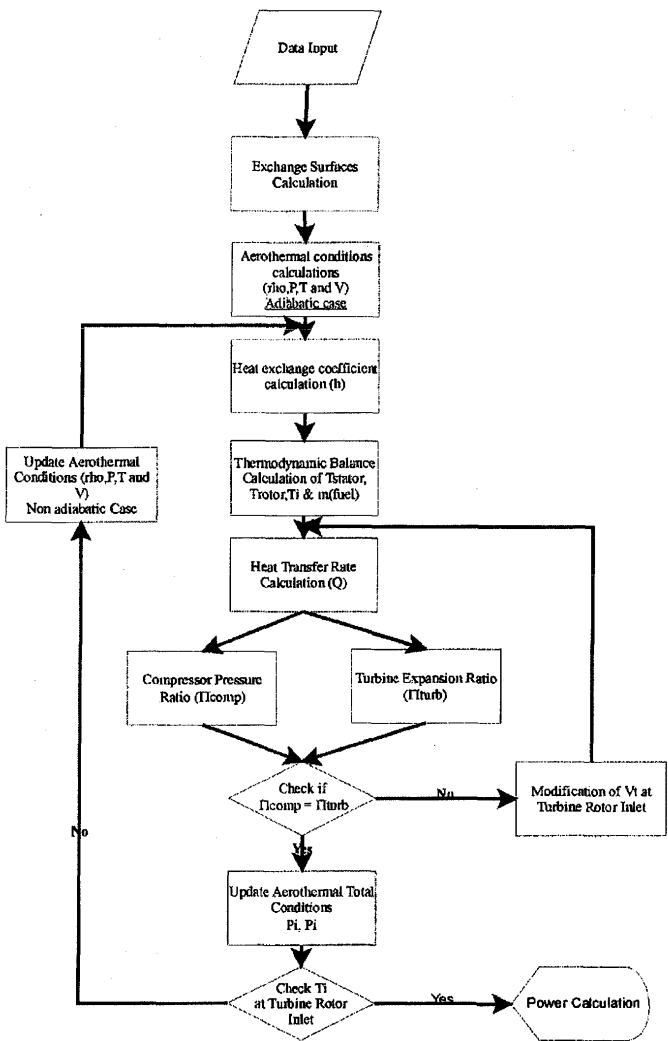 Data Input
Exchange Surfaces
Calculation
Aerothermal conditions
calculations
(rho,P,T and V)
Adiabatic case
Heat exchange coefficient
calculation (h)
Update Aerothermal
Conditions (rho,P,T and
V)
Non adiabatic Case
Thermodynamic Balance
Calculation of Tstator,
Trotor,Ti & m(fuel)
Heat Transfer Rate
Calculation (Q)
Compressor Pressure
Ratio (Πcomp)
Turbine Expansion Ratio
(Πturb)
Check if
Πcomp = Πturb
No
Modification of Vt at
Turbine Rotor Inlet
No
Yes
Update Aerothermal Total
Conditions
Pi, Pi
Check Ti
at Turbine Rotor
Inlet
Yes
Power Calculation